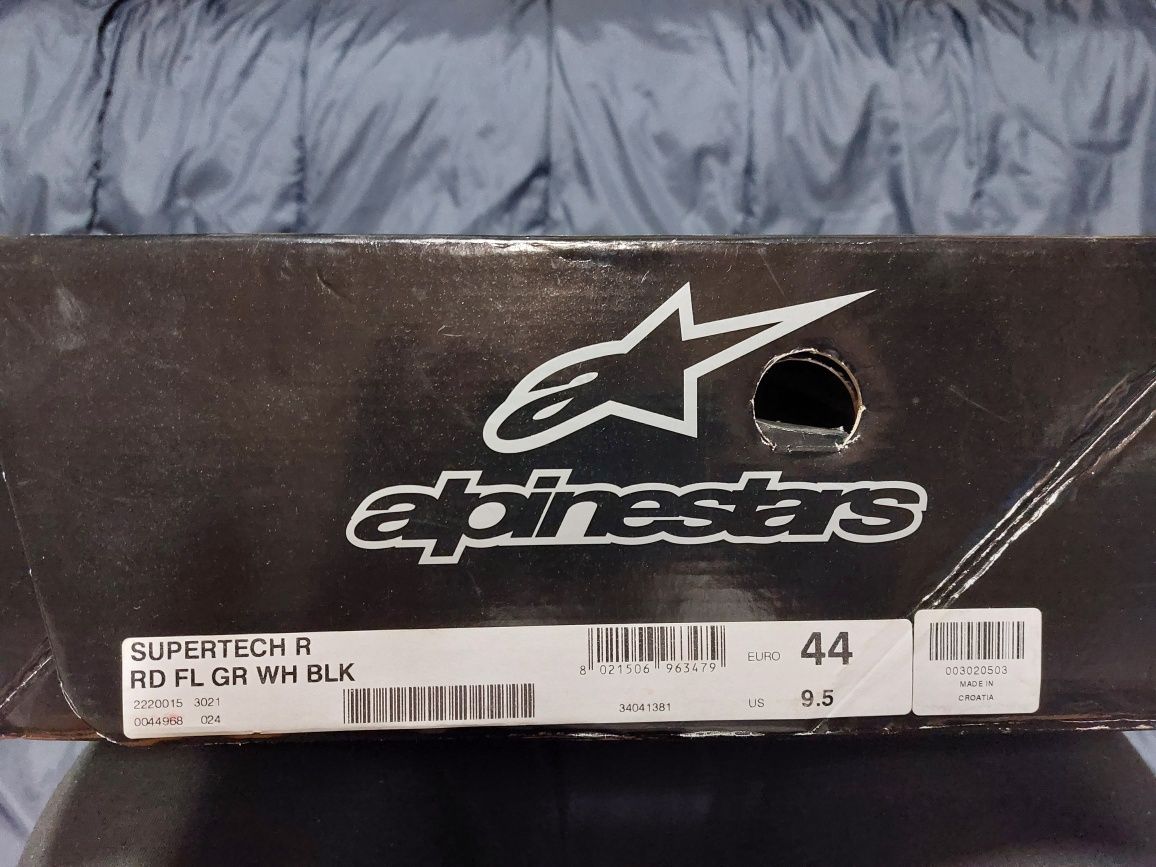 a
alpinestars
SUPERTECH R
RD FL GR WH BLK
2220015 3021
0044968 024
8 021506 963479
34041381
EURO 44
US 9.5
003020503
MADE IN
CROATIA